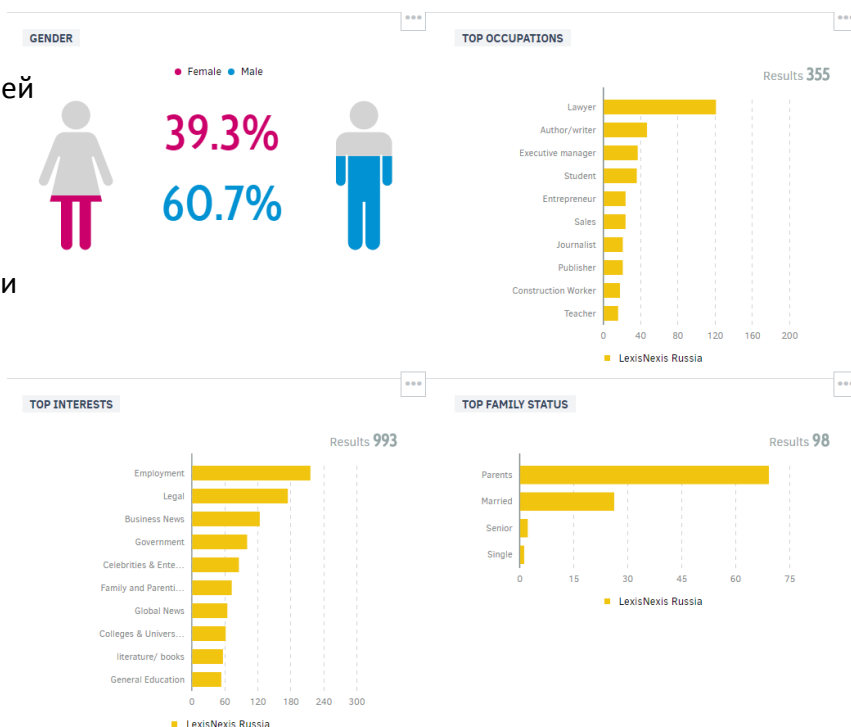 GENDER
Female Male
ей
39.3%
60.7%
и
TOP OCCUPATIONS
Results 355
Lawyer
Author/writer
Executive manager
Student
Entrepreneur
Sales
Journalist
Publisher
Construction Worker
Teacher
0 40 80 120 160 200
LexisNexis Russia
TOP INTERESTS
Results 993
Employment
Legal
Business News
Government
Celebrities & Ente...
Family and Parenti...
Global News
Colleges & Univers...
literature/ books
General Education
0 60 120 180 240 300
LexisNexis Russia
TOP FAMILY STATUS
Results 98
Parents
Married
Senior
Single
0 15 30 45 60 75
LexisNexis Russia